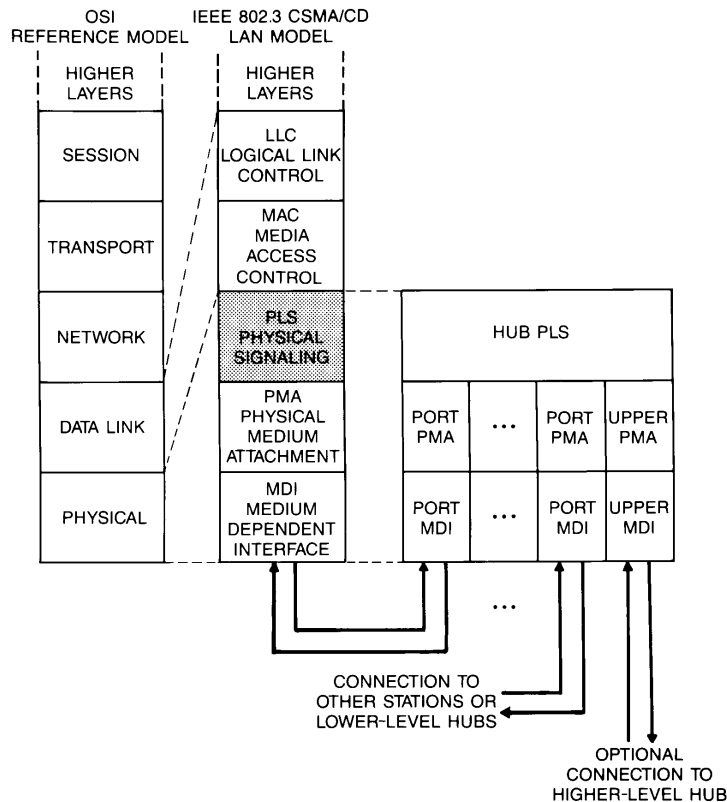 OSI
REFERENCE MODEL
IEEE 802.3 CSMA/CD
LAN MODEL
HIGHER
LAYERS
SESSION
TRANSPORT
NETWORK
DATA LINK
PHYSICAL
HIGHER
LAYERS
LLC
LOGICAL LINK
CONTROL
MAC
MEDIA
ACCESS
CONTROL
PLS
PHYSICAL
SIGNALING
PMA
PHYSICAL
MEDIUM
ATTACHMENT
MDI
MEDIUM
DEPENDENT
INTERFACE
HUB PLS
PORT
PMA
...
PORT
PMA
UPPER
PMA
PORT
MDI
...
PORT
MDI
UPPER
MDI
...
CONNECTION TO
OTHER STATIONS OR
LOWER-LEVEL HUBS
OPTIONAL
CONNECTION TO
HIGHER-LEVEL HUB